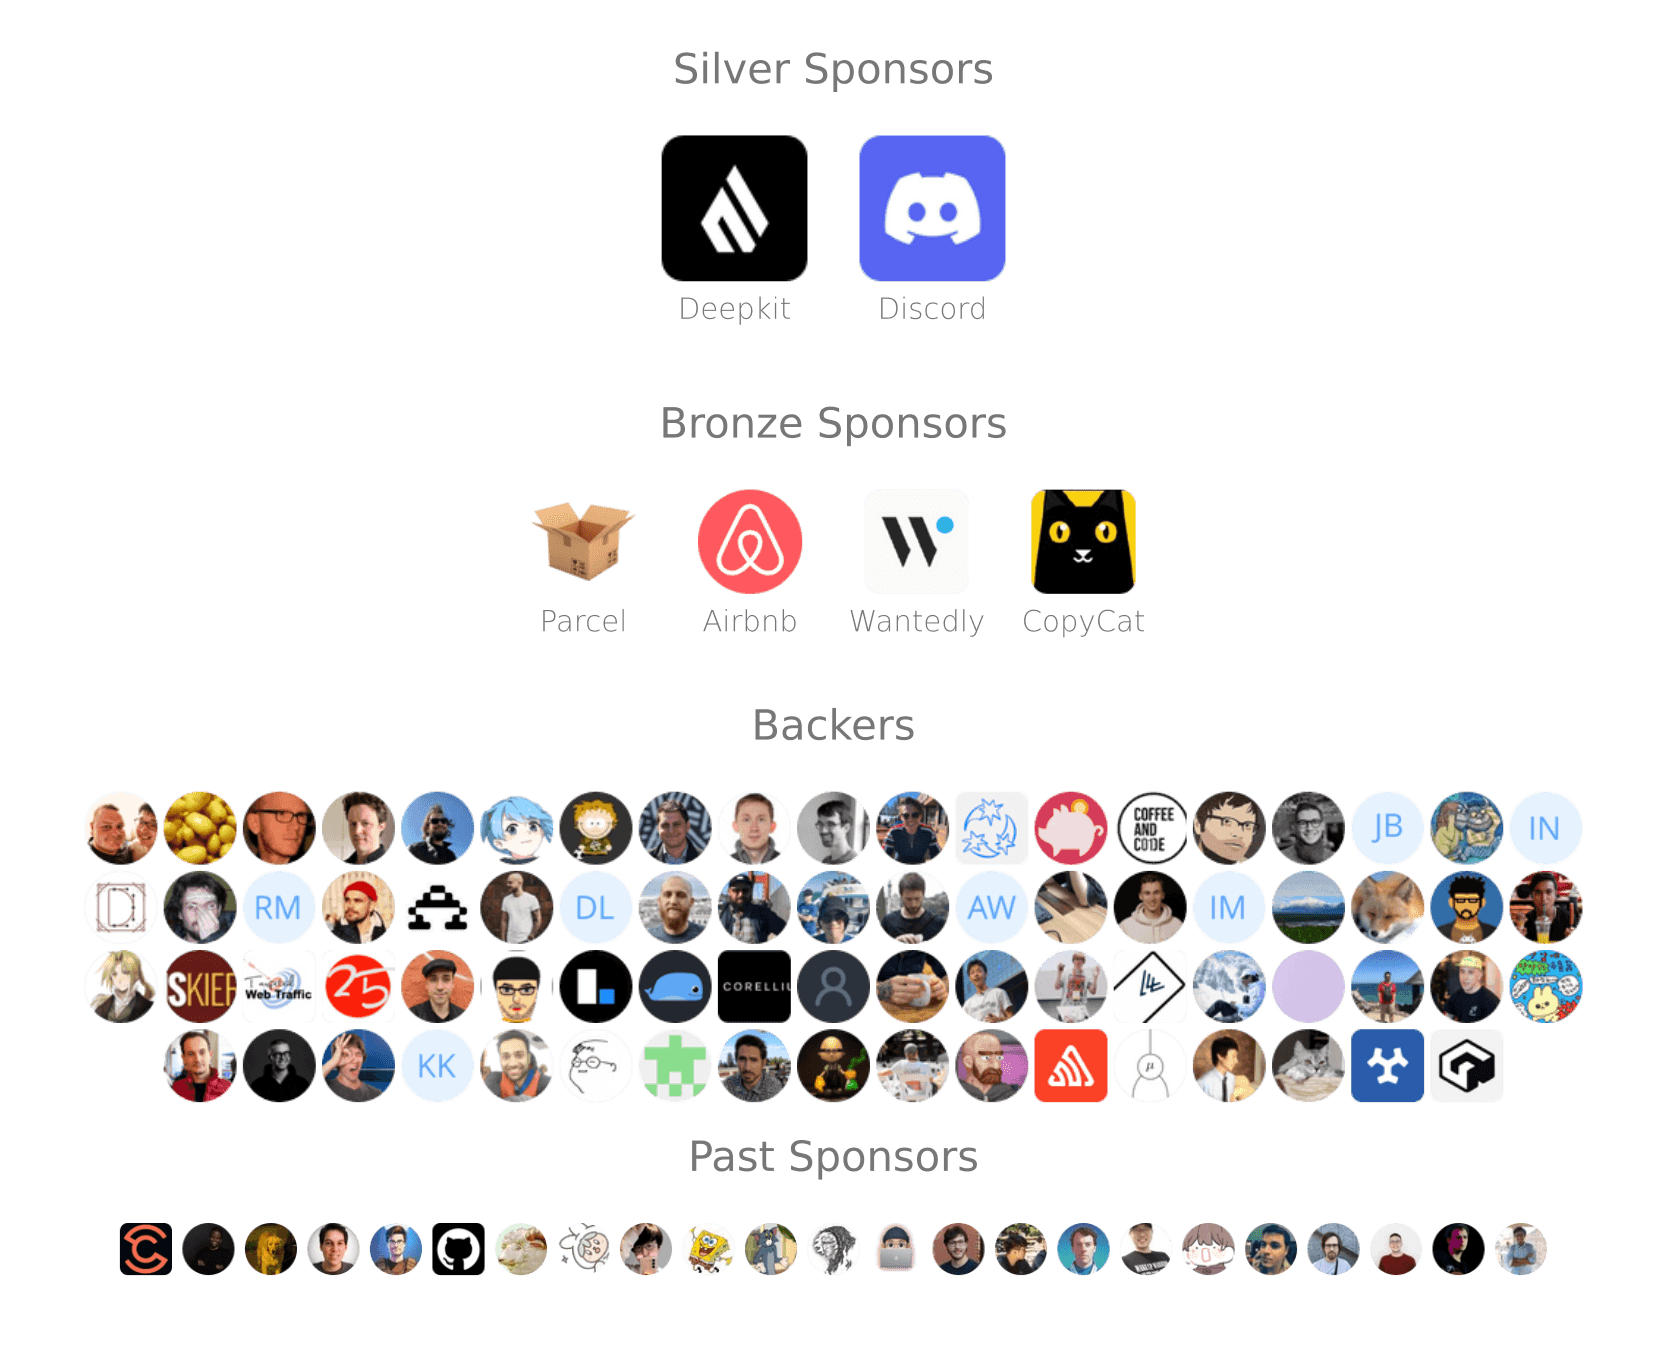 Silver Sponsors
Deepkit
Discord
Bronze Sponsors
Parcel
Airbnb
Wantedly
CopyCat
Backers
COFFEE
AND
CODE
JB
IN
RM
DL
AW
IM
SKIEF
25
Web Traffic
CORELLIU
KK
μ
Past Sponsors